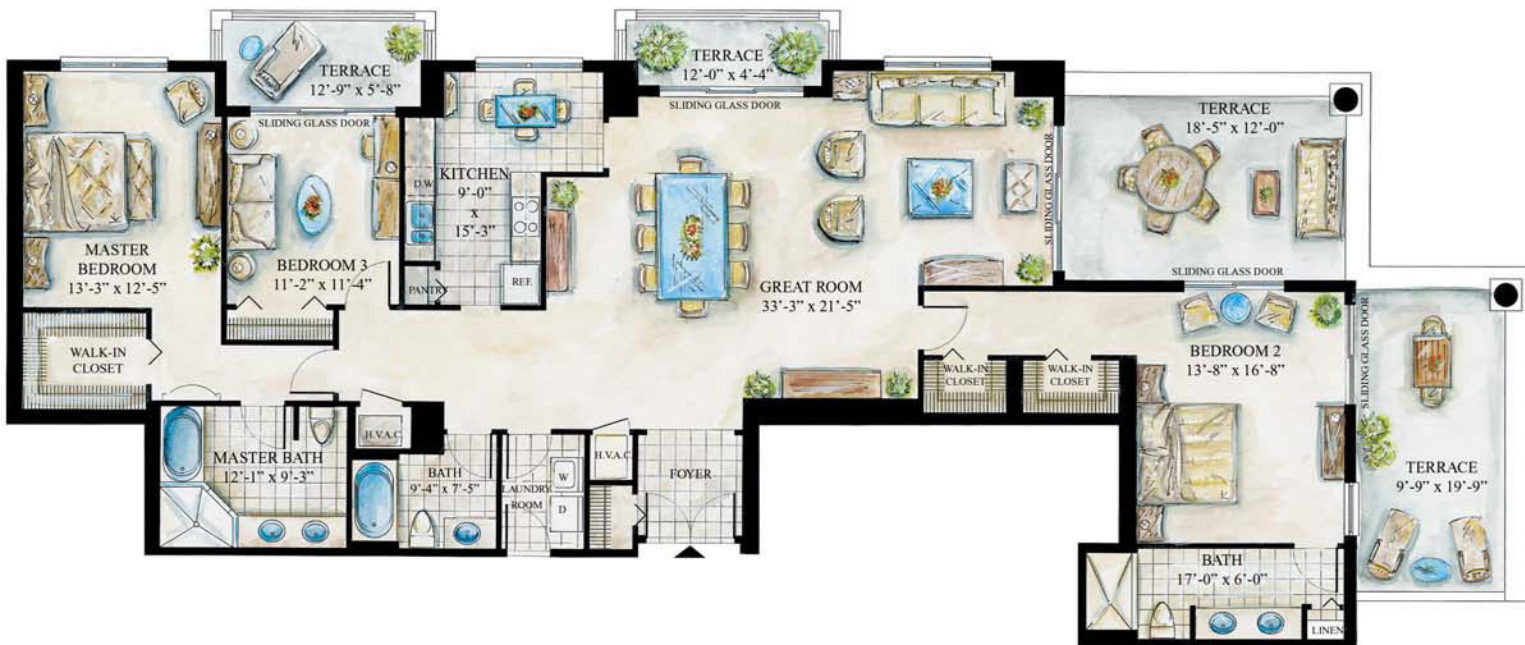 TERRACE
12’-9” x 5’-8”
SLIDING GLASS DOOR
TERRACE
12’-0” x 4’-4”
SLIDING GLASS DOOR
TERRACE
18’-5” x 12’-0”
SLIDING GLASS DOOR
SLIDING GLASS DOOR
MASTER
BEDROOM
13’-3” x 12’-5”
BEDROOM 3
11’-2” x 11’-4”
D.W.
KITCHEN
9’-0”
x
15’-3”
PANTRY
REF.
GREAT ROOM
33’-3” x 21’-5”
WALK-IN
CLOSET
WALK-IN
CLOSET
WALK-IN
CLOSET
BEDROOM 2
13’-8” x 16’-8”
SLIDING GLASS DOOR
TERRACE
9’-9” x 19’-9”
MASTER BATH
12’-1” x 9’-3”
H.V.A.C.
BATH
9’-4” x 7’-5”
LAUNDRY
ROOM
W
D
H.V.A.C.
FOYER
BATH
17’-0” x 6’-0”
LINEN